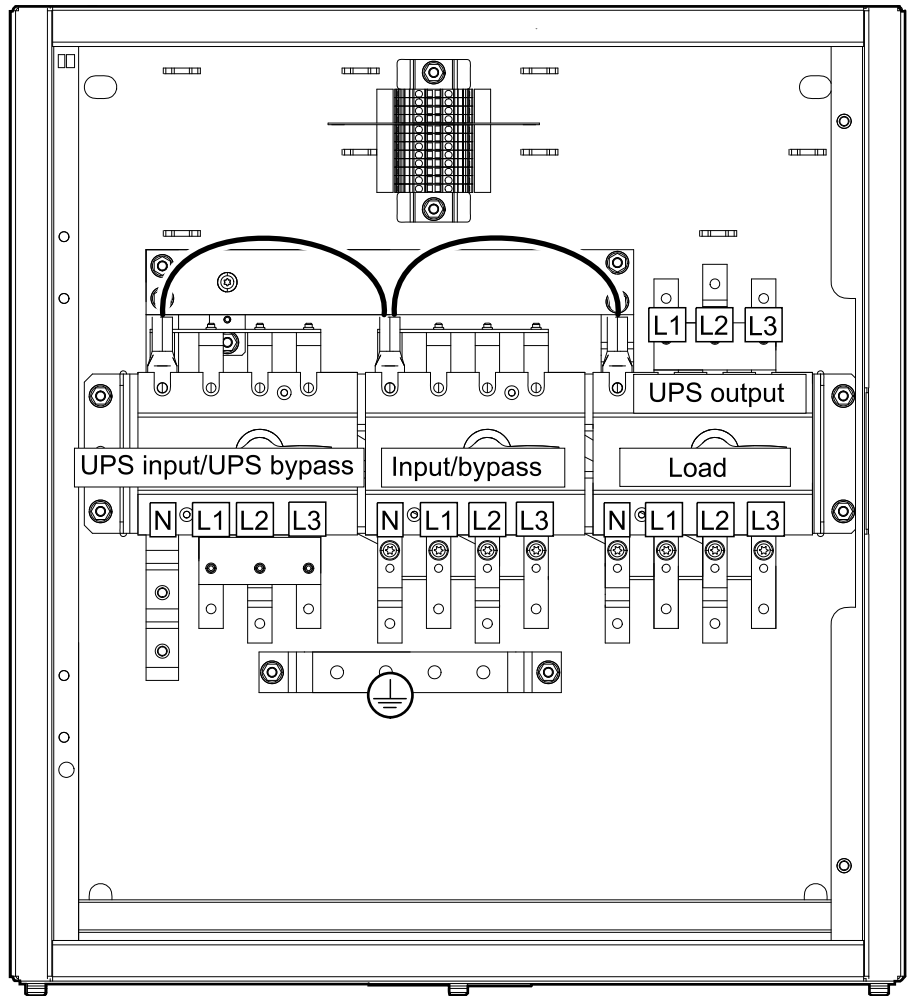 L1 L2 L3
UPS output
UPS input/UPS bypass
Input/bypass
Load
N L1 L2 L3
N L1 L2 L3
N L1 L2 L3